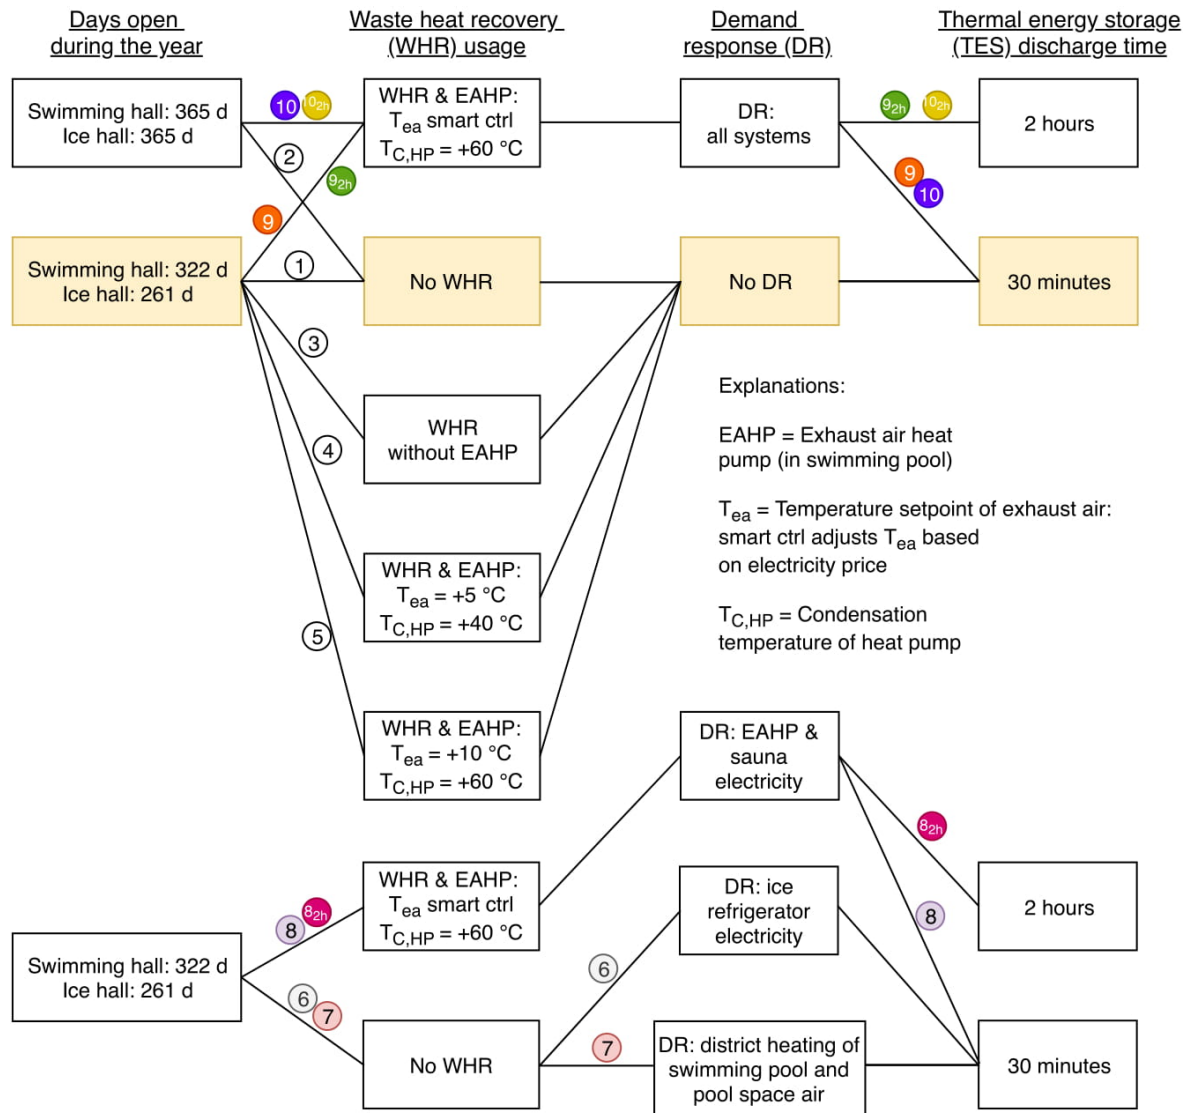 Days open
during the year
Waste heat recovery
(WHR) usage
Demand
response (DR)
Thermal energy storage
(TES) discharge time
Swimming hall: 365 d
Ice hall: 365 d
10
102h
2
9
92h
WHR & EAHP:
Tea smart ctrl
TC,HP = +60 °C
DR:
all systems
92h
102h
9
10
2 hours
Swimming hall: 322 d
Ice hall: 261 d
1
No WHR
No DR
30 minutes
3
WHR
without EAHP
4
WHR & EAHP:
Tea = +5 °C
TC,HP = +40 °C
5
WHR & EAHP:
Tea = +10 °C
TC,HP = +60 °C
Explanations:
EAHP = Exhaust air heat
pump (in swimming pool)
Tea = Temperature setpoint of exhaust air:
smart ctrl adjusts Tea based
on electricity price
TC,HP = Condensation
temperature of heat pump
DR: EAHP &
sauna
electricity
82h
8
Swimming hall: 322 d
Ice hall: 261 d
8
82h
6
7
WHR & EAHP:
Tea smart ctrl
TC,HP = +60 °C
DR: ice
refrigerator
electricity
2 hours
6
7
No WHR
DR: district heating of
swimming pool and
pool space air
30 minutes